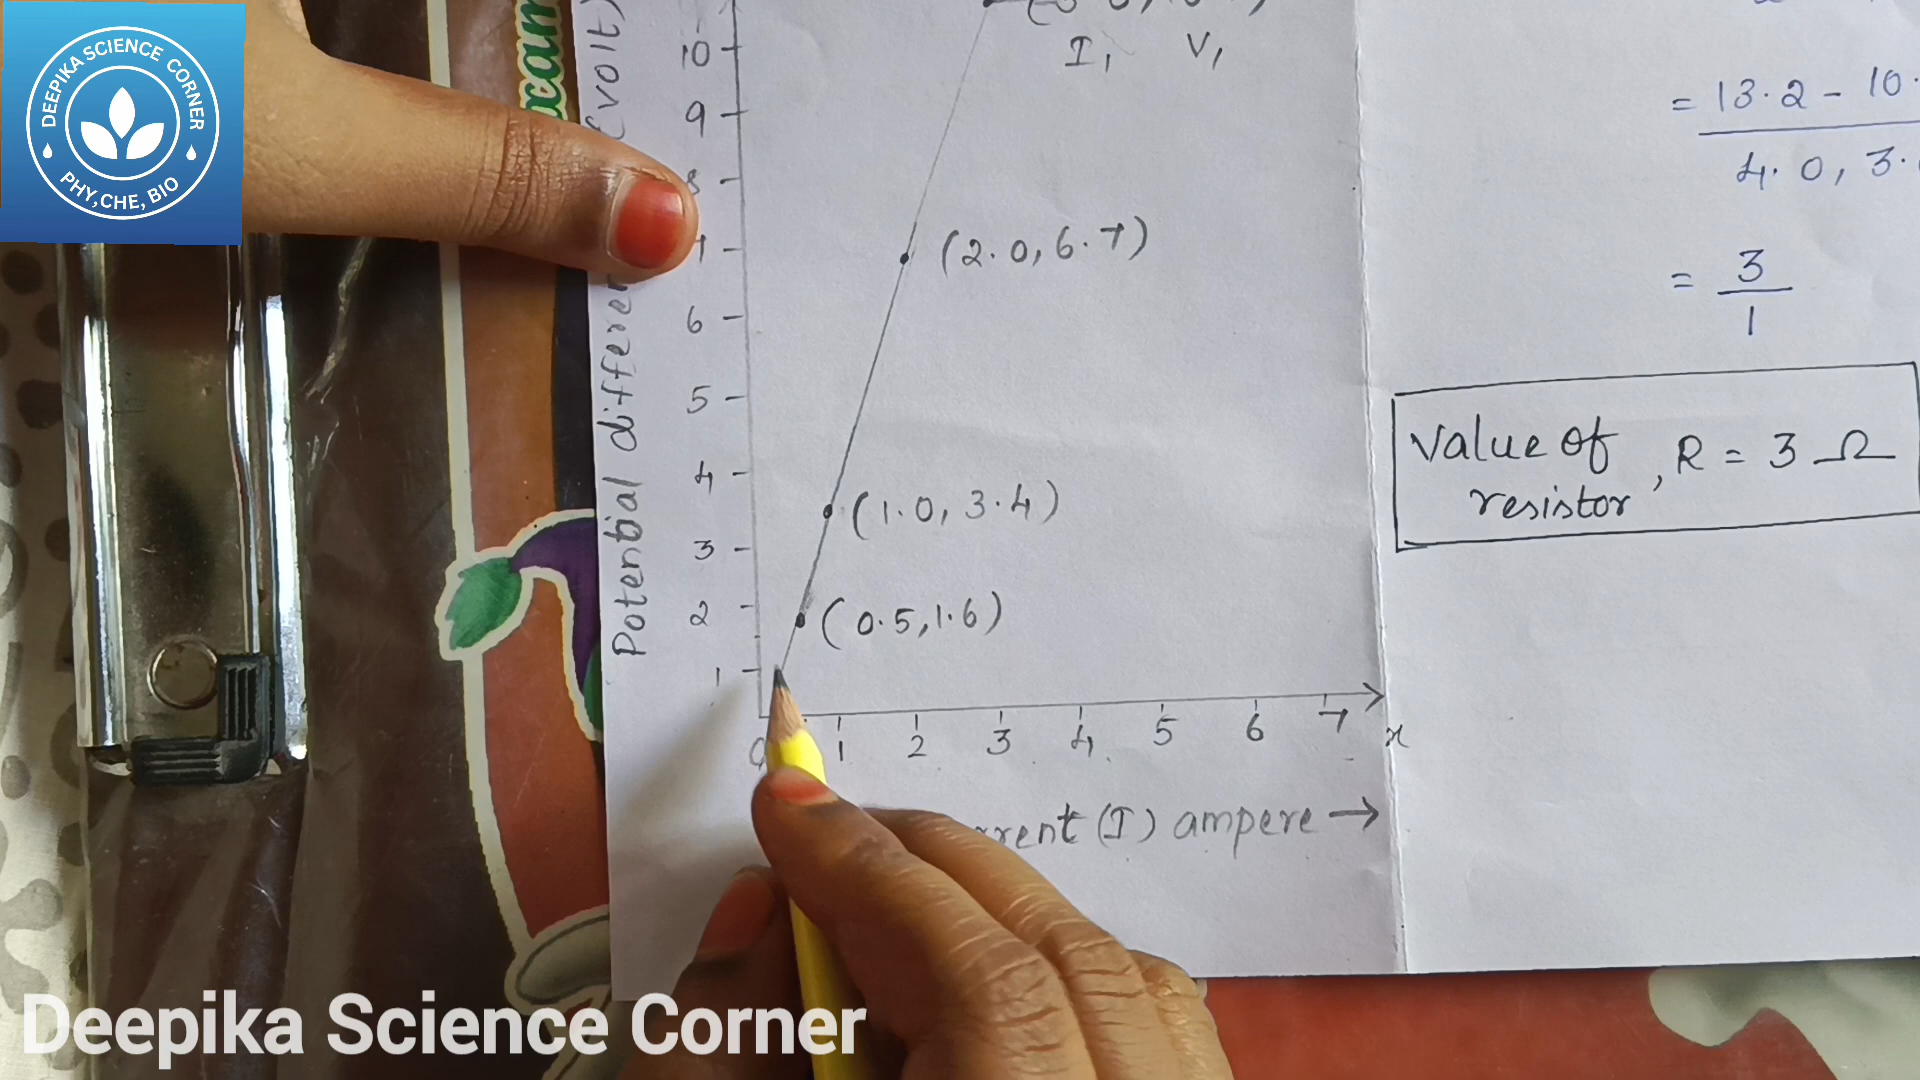 DEEPIKA SCIENCE CORNER
PHY, CHE, BIO
Potential
(volt)
10
9
8
6
5
4
3
2
1
I₁ V₁
(2.0, 6.7)
(1.0, 3.4)
(0.5, 1.6)
0 1 2 3 4 5 6 7 x
(I) ampere →
= 13.2 - 10.
4.0, 3.
= 3
1
Value of
resistor , R = 3 Ω
Deepika Science Corner